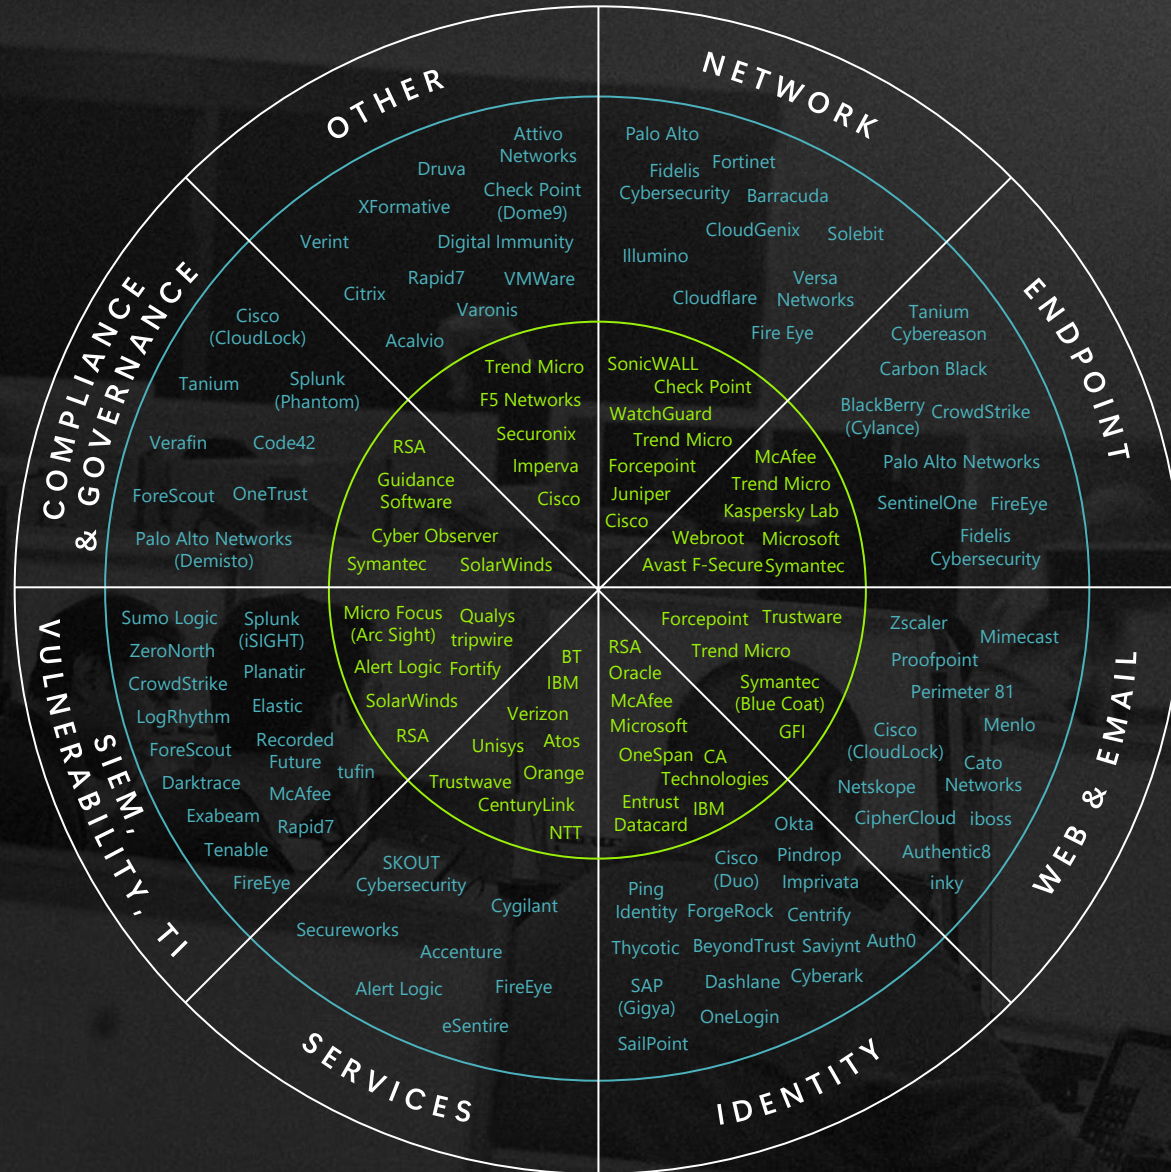 OTHER
Attivo
Networks
Druva
Check Point
(Dome9)
XFormative
Verint
Digital Immunity
Rapid7
VMWare
Citrix
Varonis
Acalvio
Trend Micro
F5 Networks
Securonix
Imperva
Cisco
NETWORK
Palo Alto
Fortinet
Fidelis
Cybersecurity
Barracuda
CloudGenix
Solebit
Illumino
Versa
Networks
Cloudflare
Fire Eye
SonicWALL
Check Point
WatchGuard
Trend Micro
Forcepoint
Juniper
Cisco
ENDPOINT
Tanium
Cybereason
Carbon Black
BlackBerry
(Cylance)
CrowdStrike
Palo Alto Networks
SentinelOne
FireEye
Fidelis
Cybersecurity
McAfee
Trend Micro
Kaspersky Lab
Webroot
Microsoft
Avast F-Secure
Symantec
WEB & EMAIL
Zscaler
Mimecast
Proofpoint
Perimeter 81
Menlo
Cisco
(CloudLock)
Cato
Networks
Netskope
CipherCloud
iboss
Authentic8
inky
Forcepoint
Trustware
Trend Micro
Symantec
(Blue Coat)
GFI
IDENTITY
RSA
Oracle
McAfee
Microsoft
OneSpan
CA
Technologies
Entrust
Datacard
IBM
Okta
Cisco
(Duo)
Pindrop
Imprivata
Ping
Identity
ForgeRock
Centrify
Thycotic
BeyondTrust
Saviynt
Auth0
SAP
(Gigya)
Dashlane
Cyberark
OneLogin
SailPoint
SERVICES
BT
IBM
Verizon
Unisys
Atos
Trustwave
Orange
CenturyLink
NTT
SKOUT
Cybersecurity
Cygilant
Secureworks
Accenture
Alert Logic
FireEye
eSentire
SIEM,
VULNERABILITY, TI
Micro Focus
(Arc Sight)
Qualys
tripwire
Alert Logic
Fortify
SolarWinds
RSA
Sumo Logic
Splunk
(iSIGHT)
ZeroNorth
Planatir
CrowdStrike
Elastic
LogRhythm
ForeScout
Recorded
Future
tufin
Darktrace
McAfee
Exabeam
Rapid7
Tenable
FireEye
COMPLIANCE
& GOVERNANCE
Cisco
(CloudLock)
Tanium
Splunk
(Phantom)
Verafin
Code42
ForeScout
OneTrust
Palo Alto Networks
(Demisto)
RSA
Guidance
Software
Cyber Observer
Symantec
SolarWinds